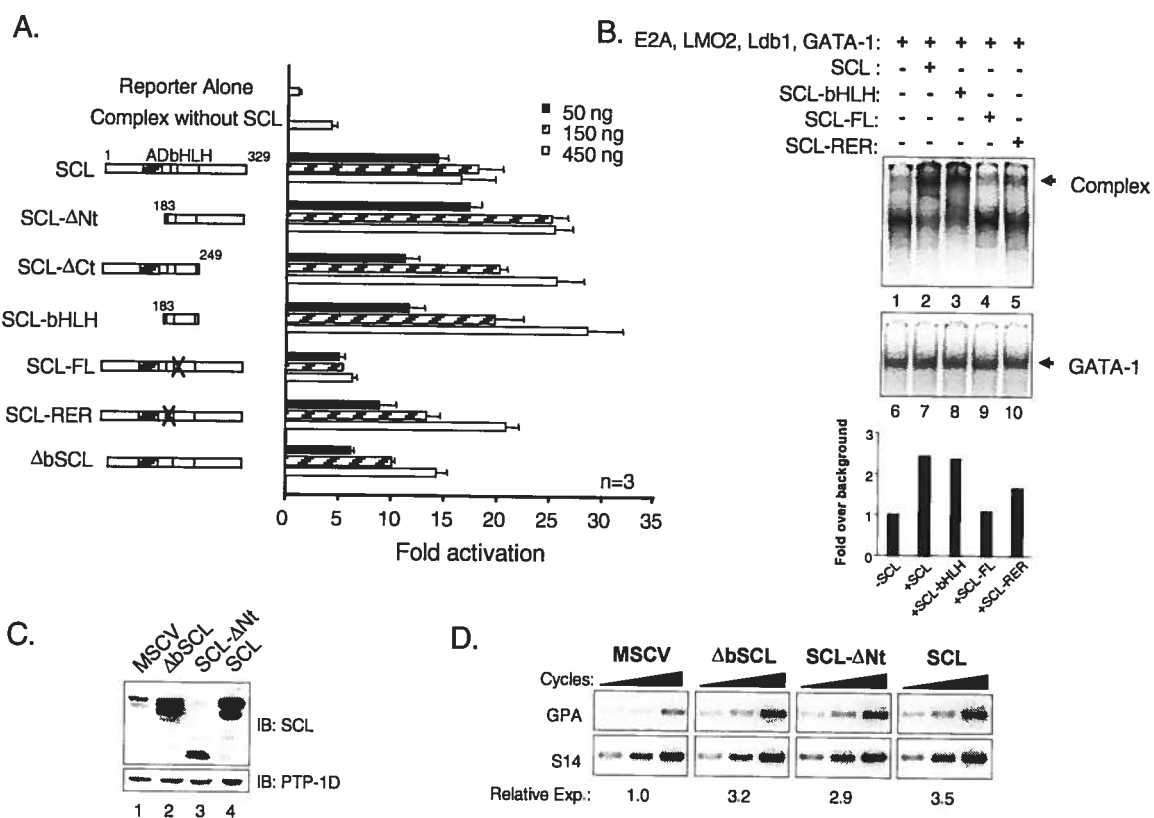 A.
Reporter Alone
Complex without SCL
50 ng
150 ng
450 ng
1 ADbHLH 329
SCL
183
SCL-ΔNt
249
SCL-ΔCt
183
SCL-bHLH
SCL-FL
SCL-RER
ΔbSCL
n=3
0 5 10 15 20 25 30 35
Fold activation
B.
E2A, LMO2, Ldb1, GATA-1: + + + + +
SCL : - + - - -
SCL-bHLH: - - + - -
SCL-FL: - - - + -
SCL-RER: - - - - +
Complex
1 2 3 4 5
GATA-1
6 7 8 9 10
Fold over background
3
2
1
0
-SCL
+SCL
+SCL-bHLH
+SCL-FL
+SCL-RER
C.
MSCV
ΔbSCL
SCL-ΔNt
SCL
IB: SCL
IB: PTP-1D
1 2 3 4
D.
MSCV ΔbSCL SCL-ΔNt SCL
Cycles:
GPA
S14
Relative Exp.: 1.0 3.2 2.9 3.5